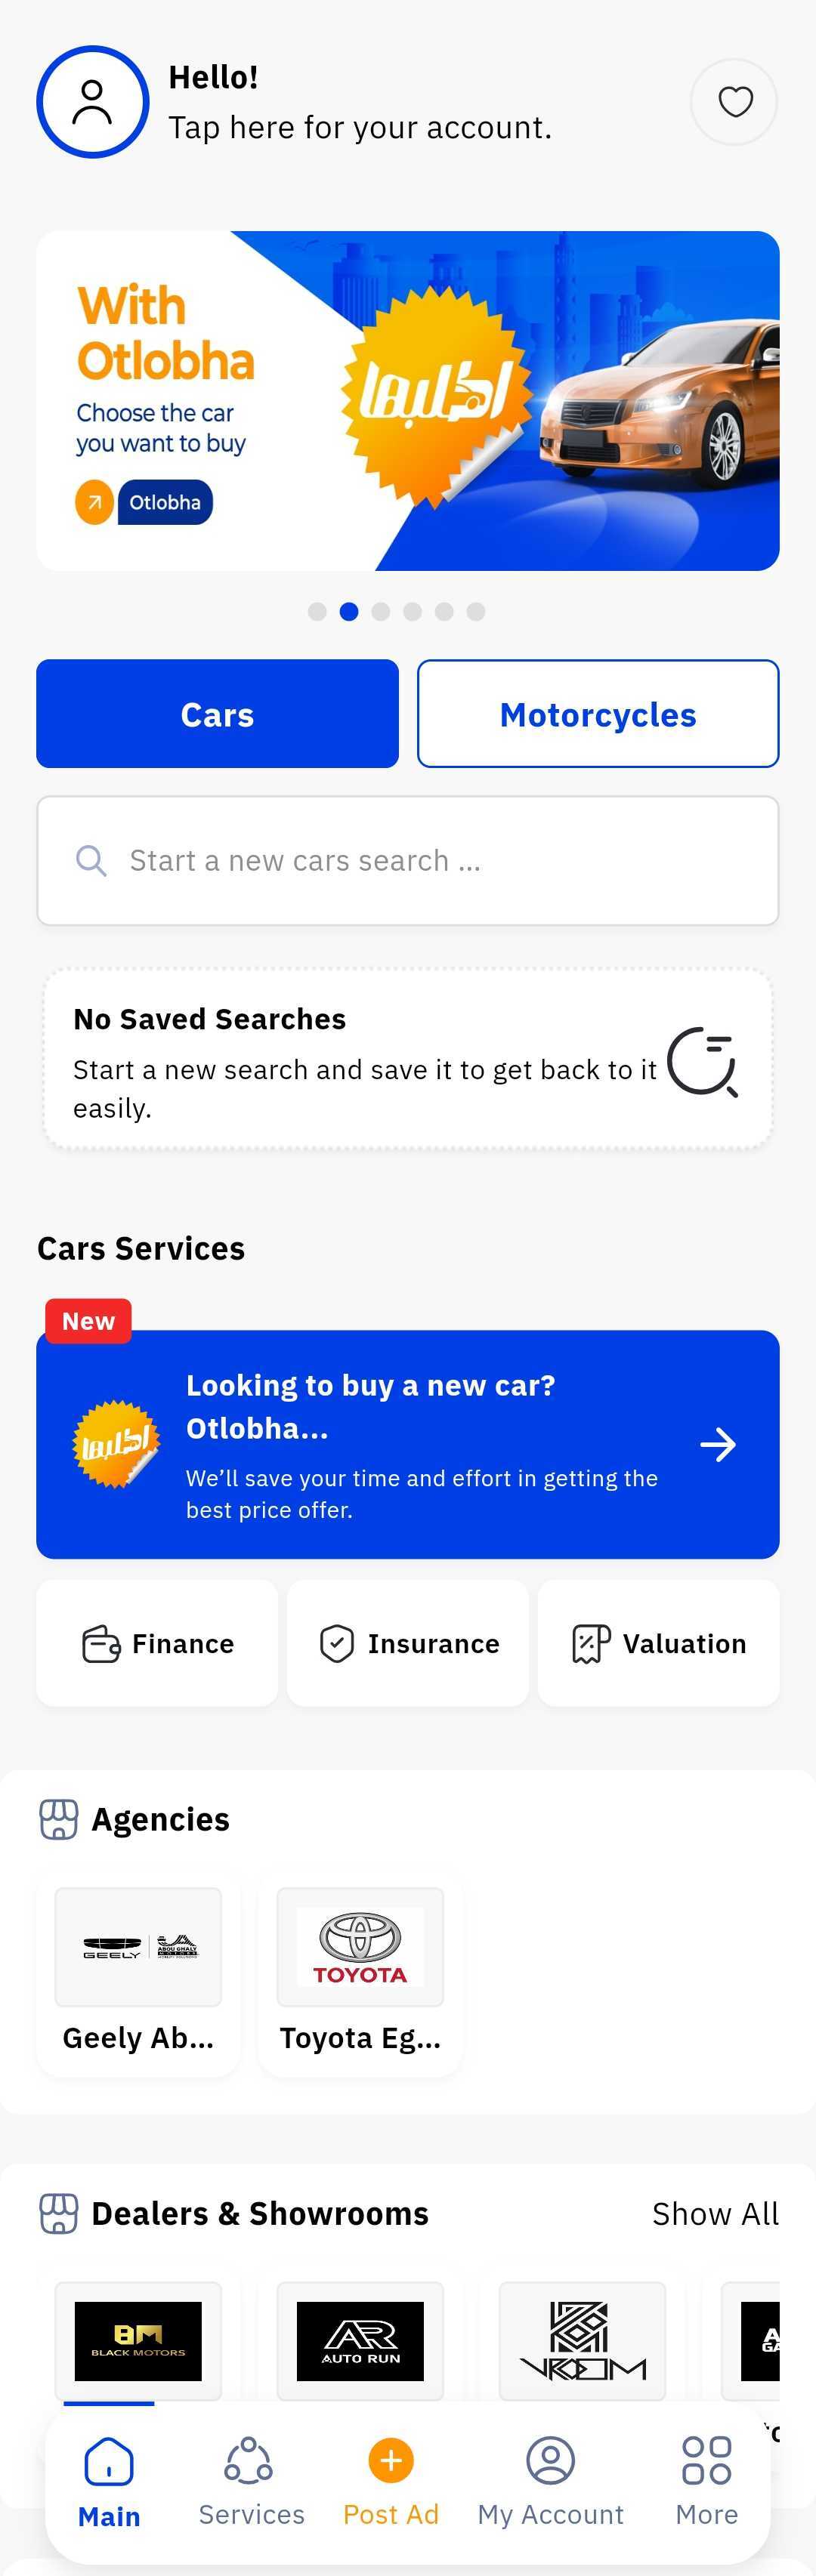 Hello!
Tap here for your account.
With
Otlobha
Choose the car
you want to buy
Otlobha
اطلبها
Cars
Motorcycles
Start a new cars search ...
No Saved Searches
Start a new search and save it to get back to it
easily.
Cars Services
New
Looking to buy a new car?
Otlobha...
اطلبها
We’ll save your time and effort in getting the
best price offer.
Finance
Insurance
Valuation
Agencies
GEELY
ABOU GHALY
MOTORS
TOYOTA
Geely Ab...
Toyota Eg...
Dealers & Showrooms
Show All
BM
BLACK MOTORS
AR
AUTO RUN
VROOM
Main
Services
Post Ad
My Account
More